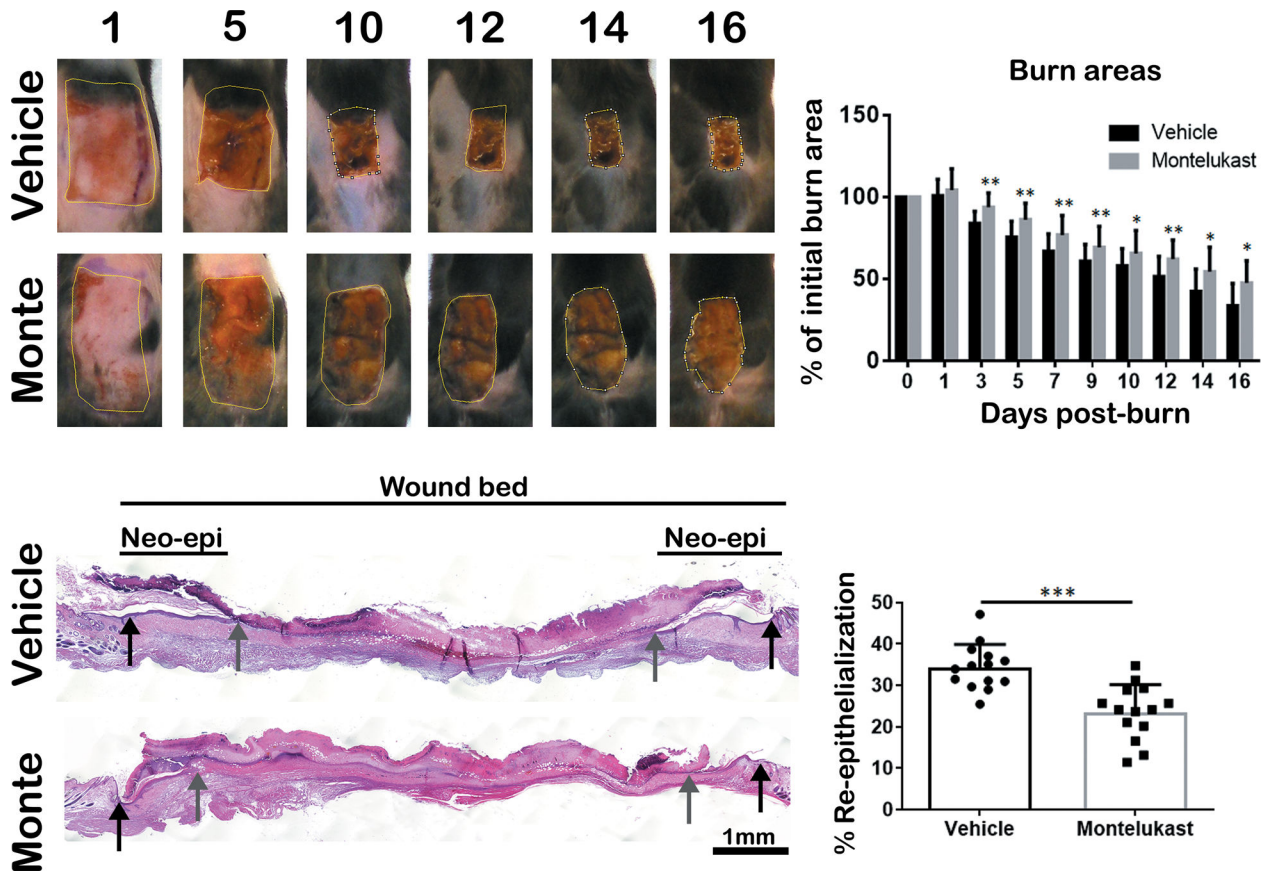 1 5 10 12 14 16
Vehicle
Monte
Burn areas
% of initial burn area
150
100
50
0
Vehicle
Montelukast
** ** ** ** * ** * *
0 1 3 5 7 9 10 12 14 16
Days post-burn
Wound bed
Neo-epi Neo-epi
Vehicle
Monte
1mm
% Re-epithelialization
50
40
30
20
10
0
***
Vehicle Montelukast